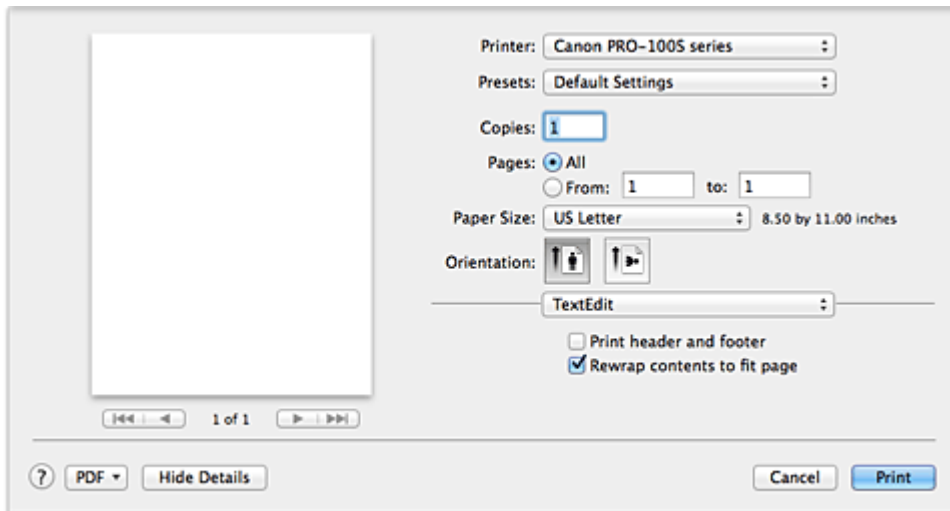 Printer: Canon PRO-100S series
Presets: Default Settings
Copies: 1
Pages: All
From: 1 to: 1
Paper Size: US Letter 8.50 by 11.00 inches
Orientation:
TextEdit
Print header and footer
Rewrap contents to fit page
1 of 1
? PDF Hide Details Cancel Print